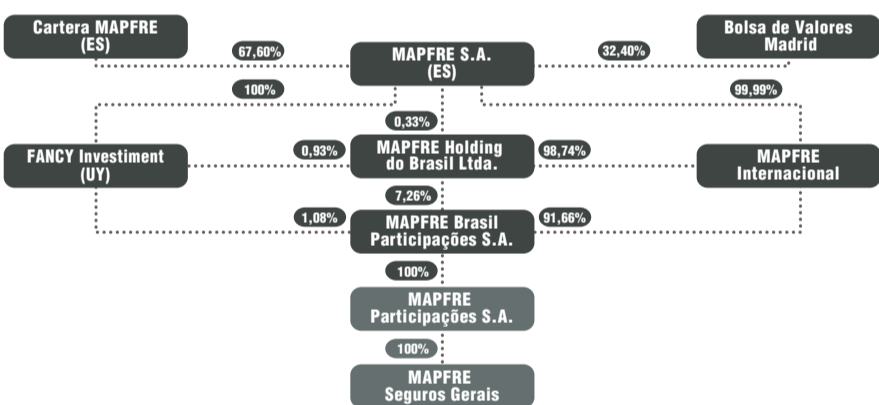 Cartera MAPFRE
(ES)
67,60%
MAPFRE S.A.
(ES)
32,40%
Bolsa de Valores
Madrid
100%
99,99%
0,33%
FANCY Investiment
(UY)
0,93%
MAPFRE Holding
do Brasil Ltda.
98,74%
MAPFRE
Internacional
7,26%
1,08%
MAPFRE Brasil
Participações S.A.
91,66%
100%
MAPFRE
Participações S.A.
100%
MAPFRE
Seguros Gerais